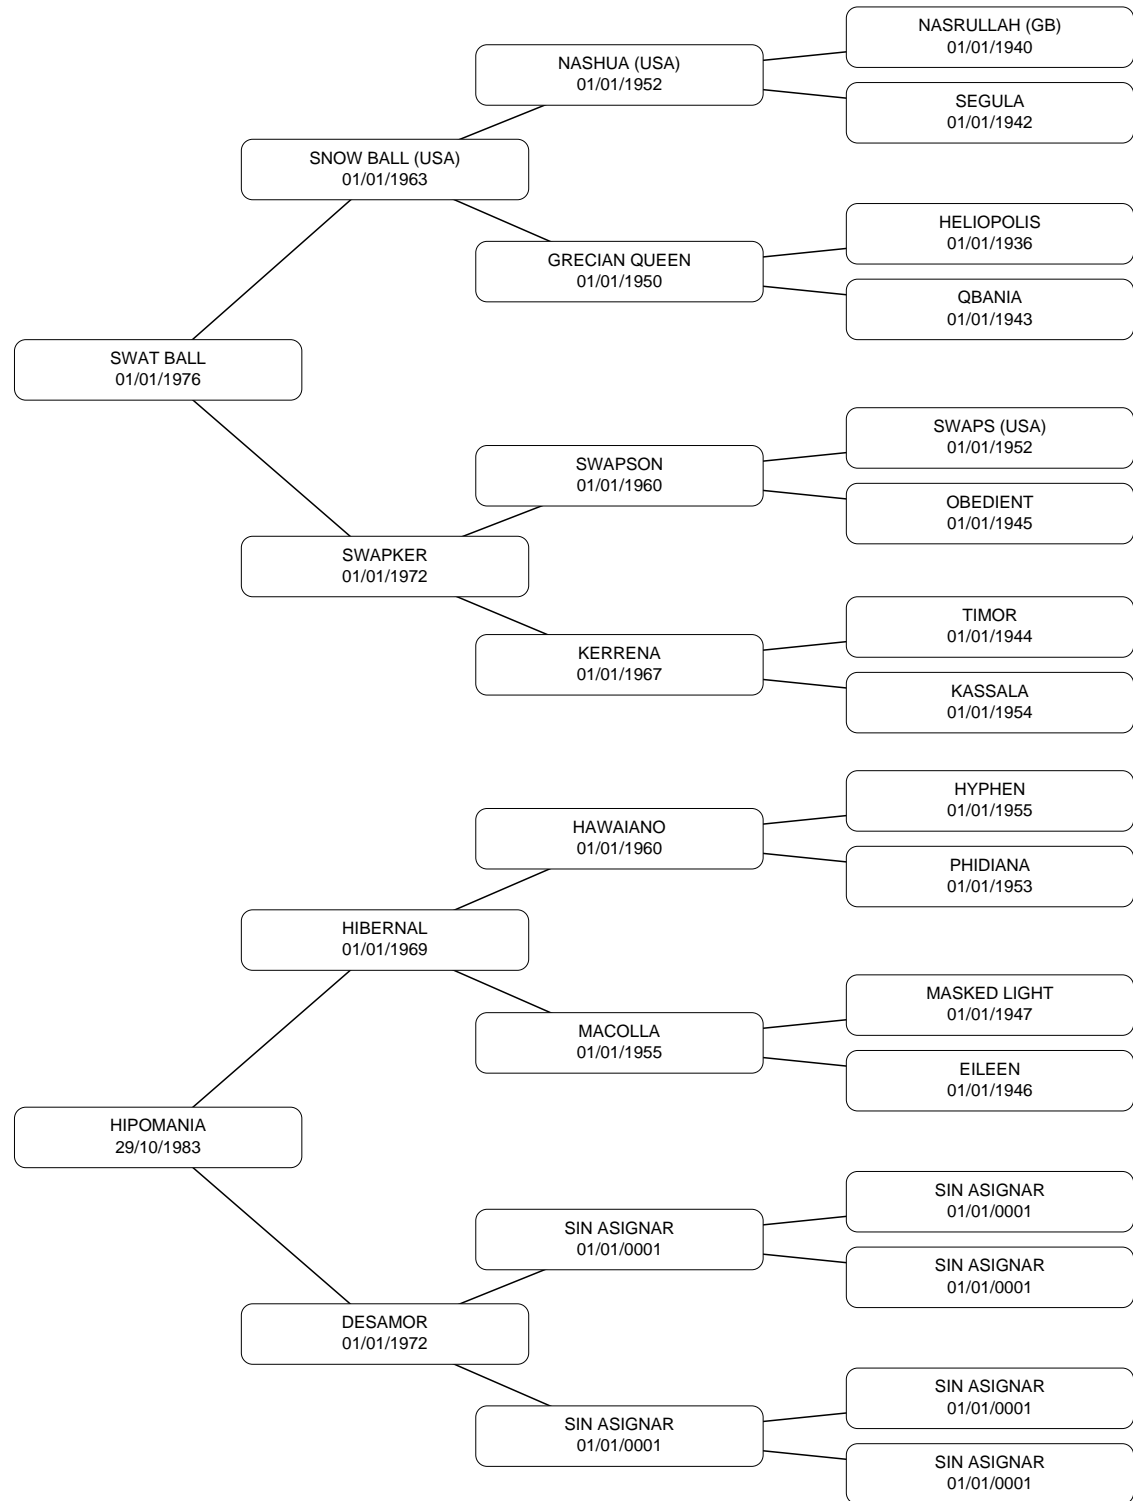 NASRULLAH (GB)
01/01/1940
NASHUA (USA)
01/01/1952
SEGULA
01/01/1942
SNOW BALL (USA)
01/01/1963
HELIOPOLIS
01/01/1936
GRECIAN QUEEN
01/01/1950
QBANIA
01/01/1943
SWAT BALL
01/01/1976
SWAPS (USA)
01/01/1952
SWAPSON
01/01/1960
OBEDIENT
01/01/1945
SWAPKER
01/01/1972
TIMOR
01/01/1944
KERRENA
01/01/1967
KASSALA
01/01/1954
HYPHEN
01/01/1955
HAWAIANO
01/01/1960
PHIDIANA
01/01/1953
HIBERNAL
01/01/1969
MASKED LIGHT
01/01/1947
MACOLLA
01/01/1955
EILEEN
01/01/1946
HIPOMANIA
29/10/1983
SIN ASIGNAR
01/01/0001
SIN ASIGNAR
01/01/0001
SIN ASIGNAR
01/01/0001
DESAMOR
01/01/1972
SIN ASIGNAR
01/01/0001
SIN ASIGNAR
01/01/0001
SIN ASIGNAR
01/01/0001